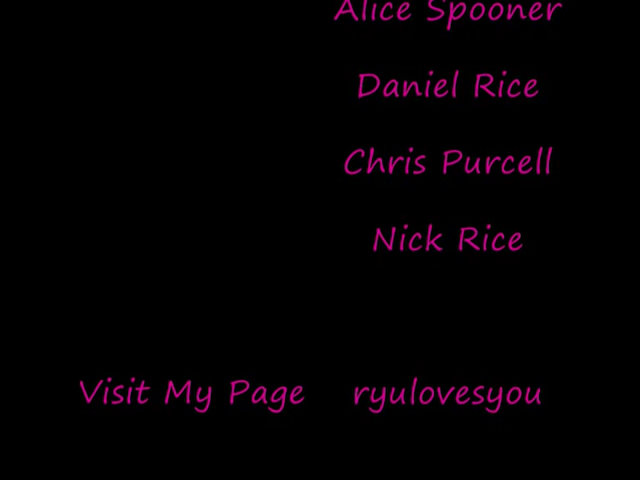 Alice Spooner
Daniel Rice
Chris Purcell
Nick Rice
Visit My Page ryulovesyou